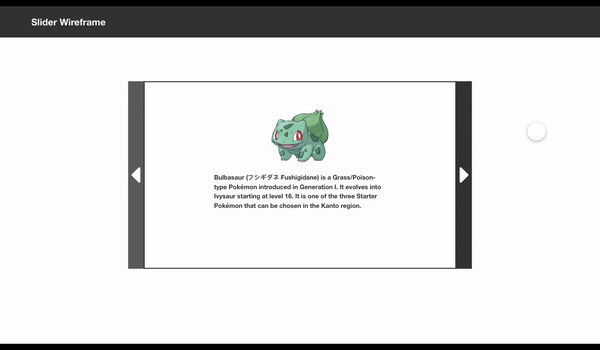 Slider Wireframe
Bulbasaur (フシギダネ Fushigidane) is a Grass/Poison-
type Pokémon introduced in Generation I. It evolves into
Ivysaur starting at level 16. It is one of the three Starter
Pokémon that can be chosen in the Kanto region.